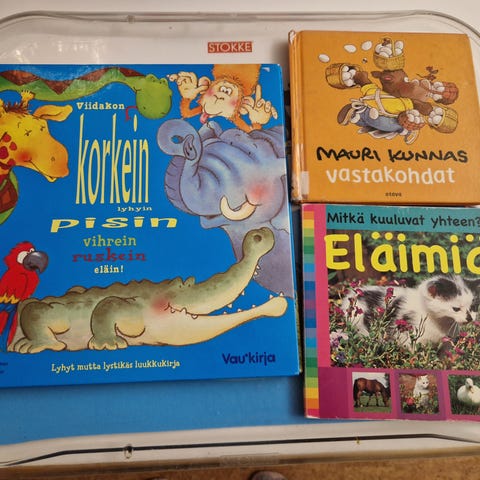 STOKKE
Viidakon
korkein
lyhyin
pisin
vihrein
ruskein
eläin!
Lyhyt mutta lystikäs luukkukirja
Vau'kirja
MAURI KUNNAS
vastakohdat
otava
Mitkä kuuluvat yhteen?
Eläimiä